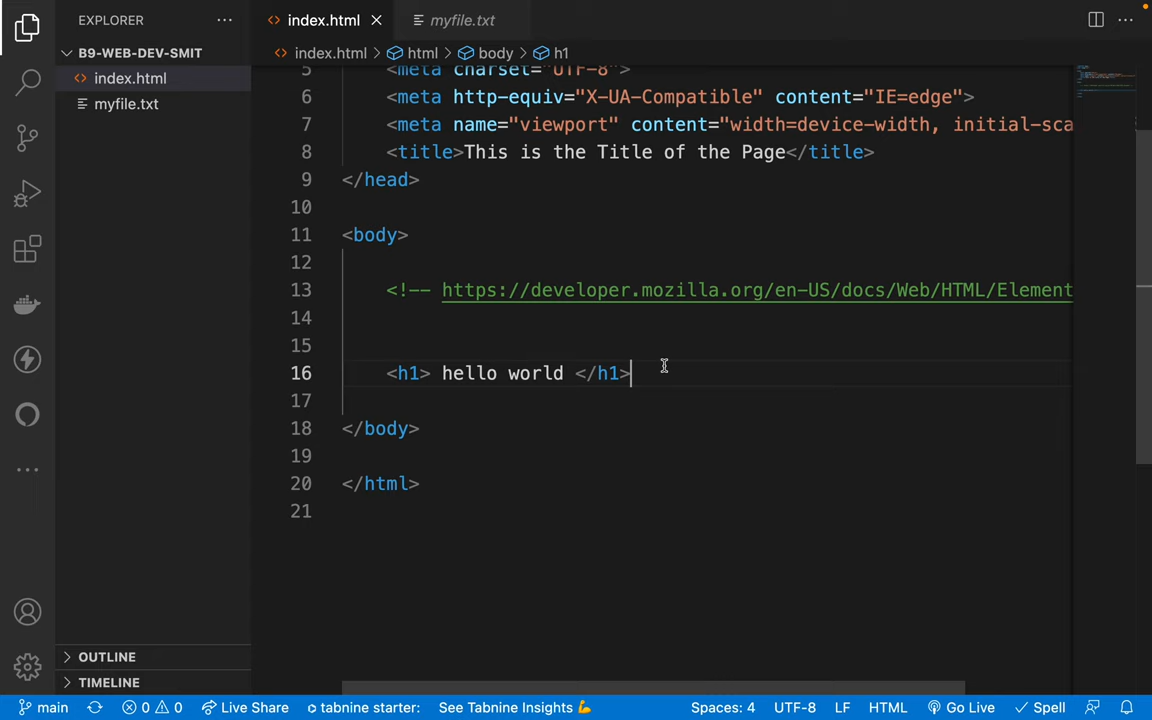 EXPLORER
index.html
myfile.txt
B9-WEB-DEV-SMIT
index.html
myfile.txt
index.html > html > body > h1
5 <meta charset="UTF-8">
6 <meta http-equiv="X-UA-Compatible" content="IE=edge">
7 <meta name="viewport" content="width=device-width, initial-sca
8 <title>This is the Title of the Page</title>
9 </head>
10
11 <body>
12
13 <!-- https://developer.mozilla.org/en-US/docs/Web/HTML/Element
14
15
16 <h1> hello world </h1>
17
18 </body>
19
20 </html>
21
OUTLINE
TIMELINE
main 0 0 Live Share tabnine starter: See Tabnine Insights 💪 Spaces: 4 UTF-8 LF HTML Go Live Spell